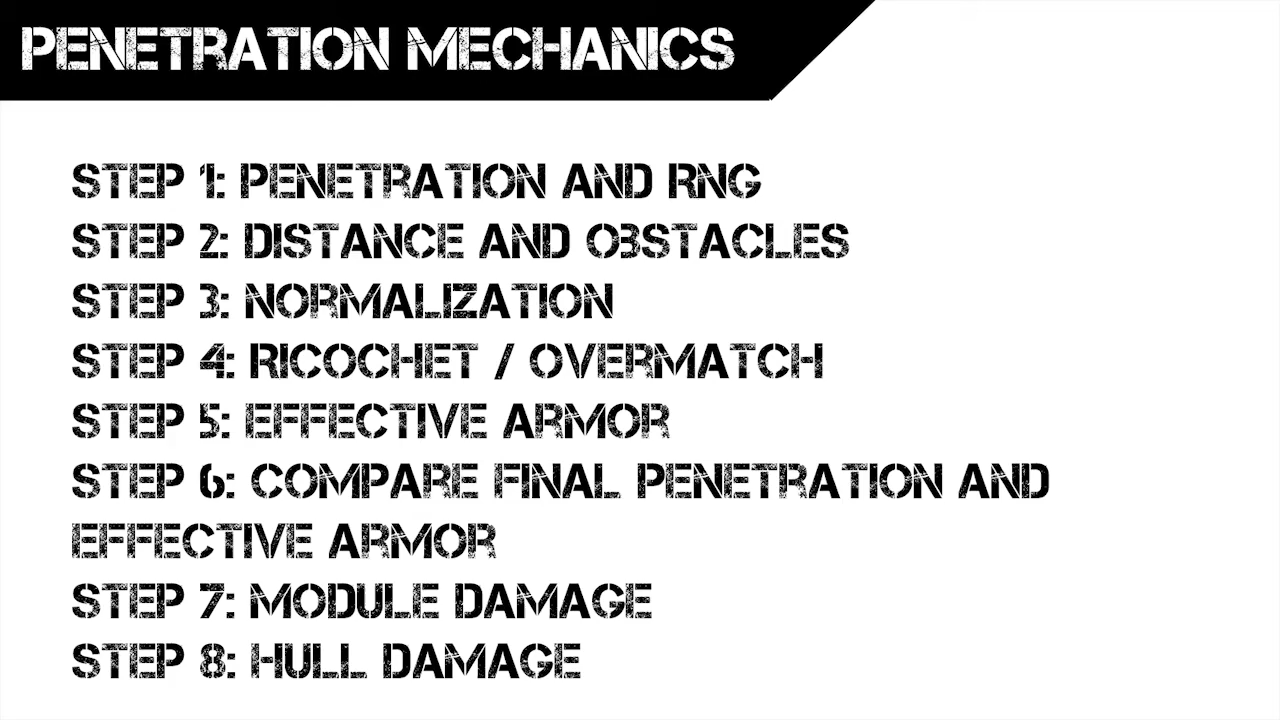 PENETRATION MECHANICS
STEP 1: PENETRATION AND RNG
STEP 2: DISTANCE AND OBSTACLES
STEP 3: NORMALIZATION
STEP 4: RICOCHET / OVERMATCH
STEP 5: EFFECTIVE ARMOR
STEP 6: COMPARE FINAL PENETRATION AND
EFFECTIVE ARMOR
STEP 7: MODULE DAMAGE
STEP 8: HULL DAMAGE